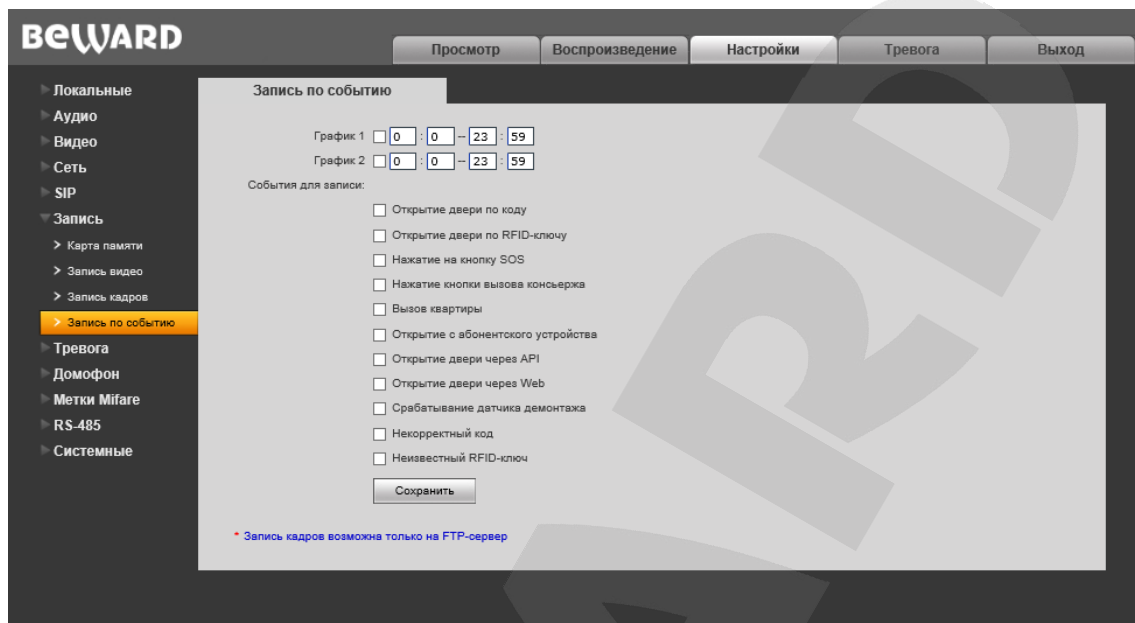 BEWARD
Просмотр Воспроизведение Настройки Тревога Выход
Локальные
Аудио
Видео
Сеть
SIP
Запись
Карта памяти
Запись видео
Запись кадров
Запись по событию
Тревога
Домофон
Метки Mifare
RS-485
Системные
Запись по событию
График 1 0 : 0 – 23 : 59
График 2 0 : 0 – 23 : 59
События для записи:
Открытие двери по коду
Открытие двери по RFID-ключу
Нажатие на кнопку SOS
Нажатие кнопки вызова консьержа
Вызов квартиры
Открытие с абонентского устройства
Открытие двери через API
Открытие двери через Web
Срабатывание датчика демонтажа
Некорректный код
Неизвестный RFID-ключ
Сохранить
* Запись кадров возможна только на FTP-сервер